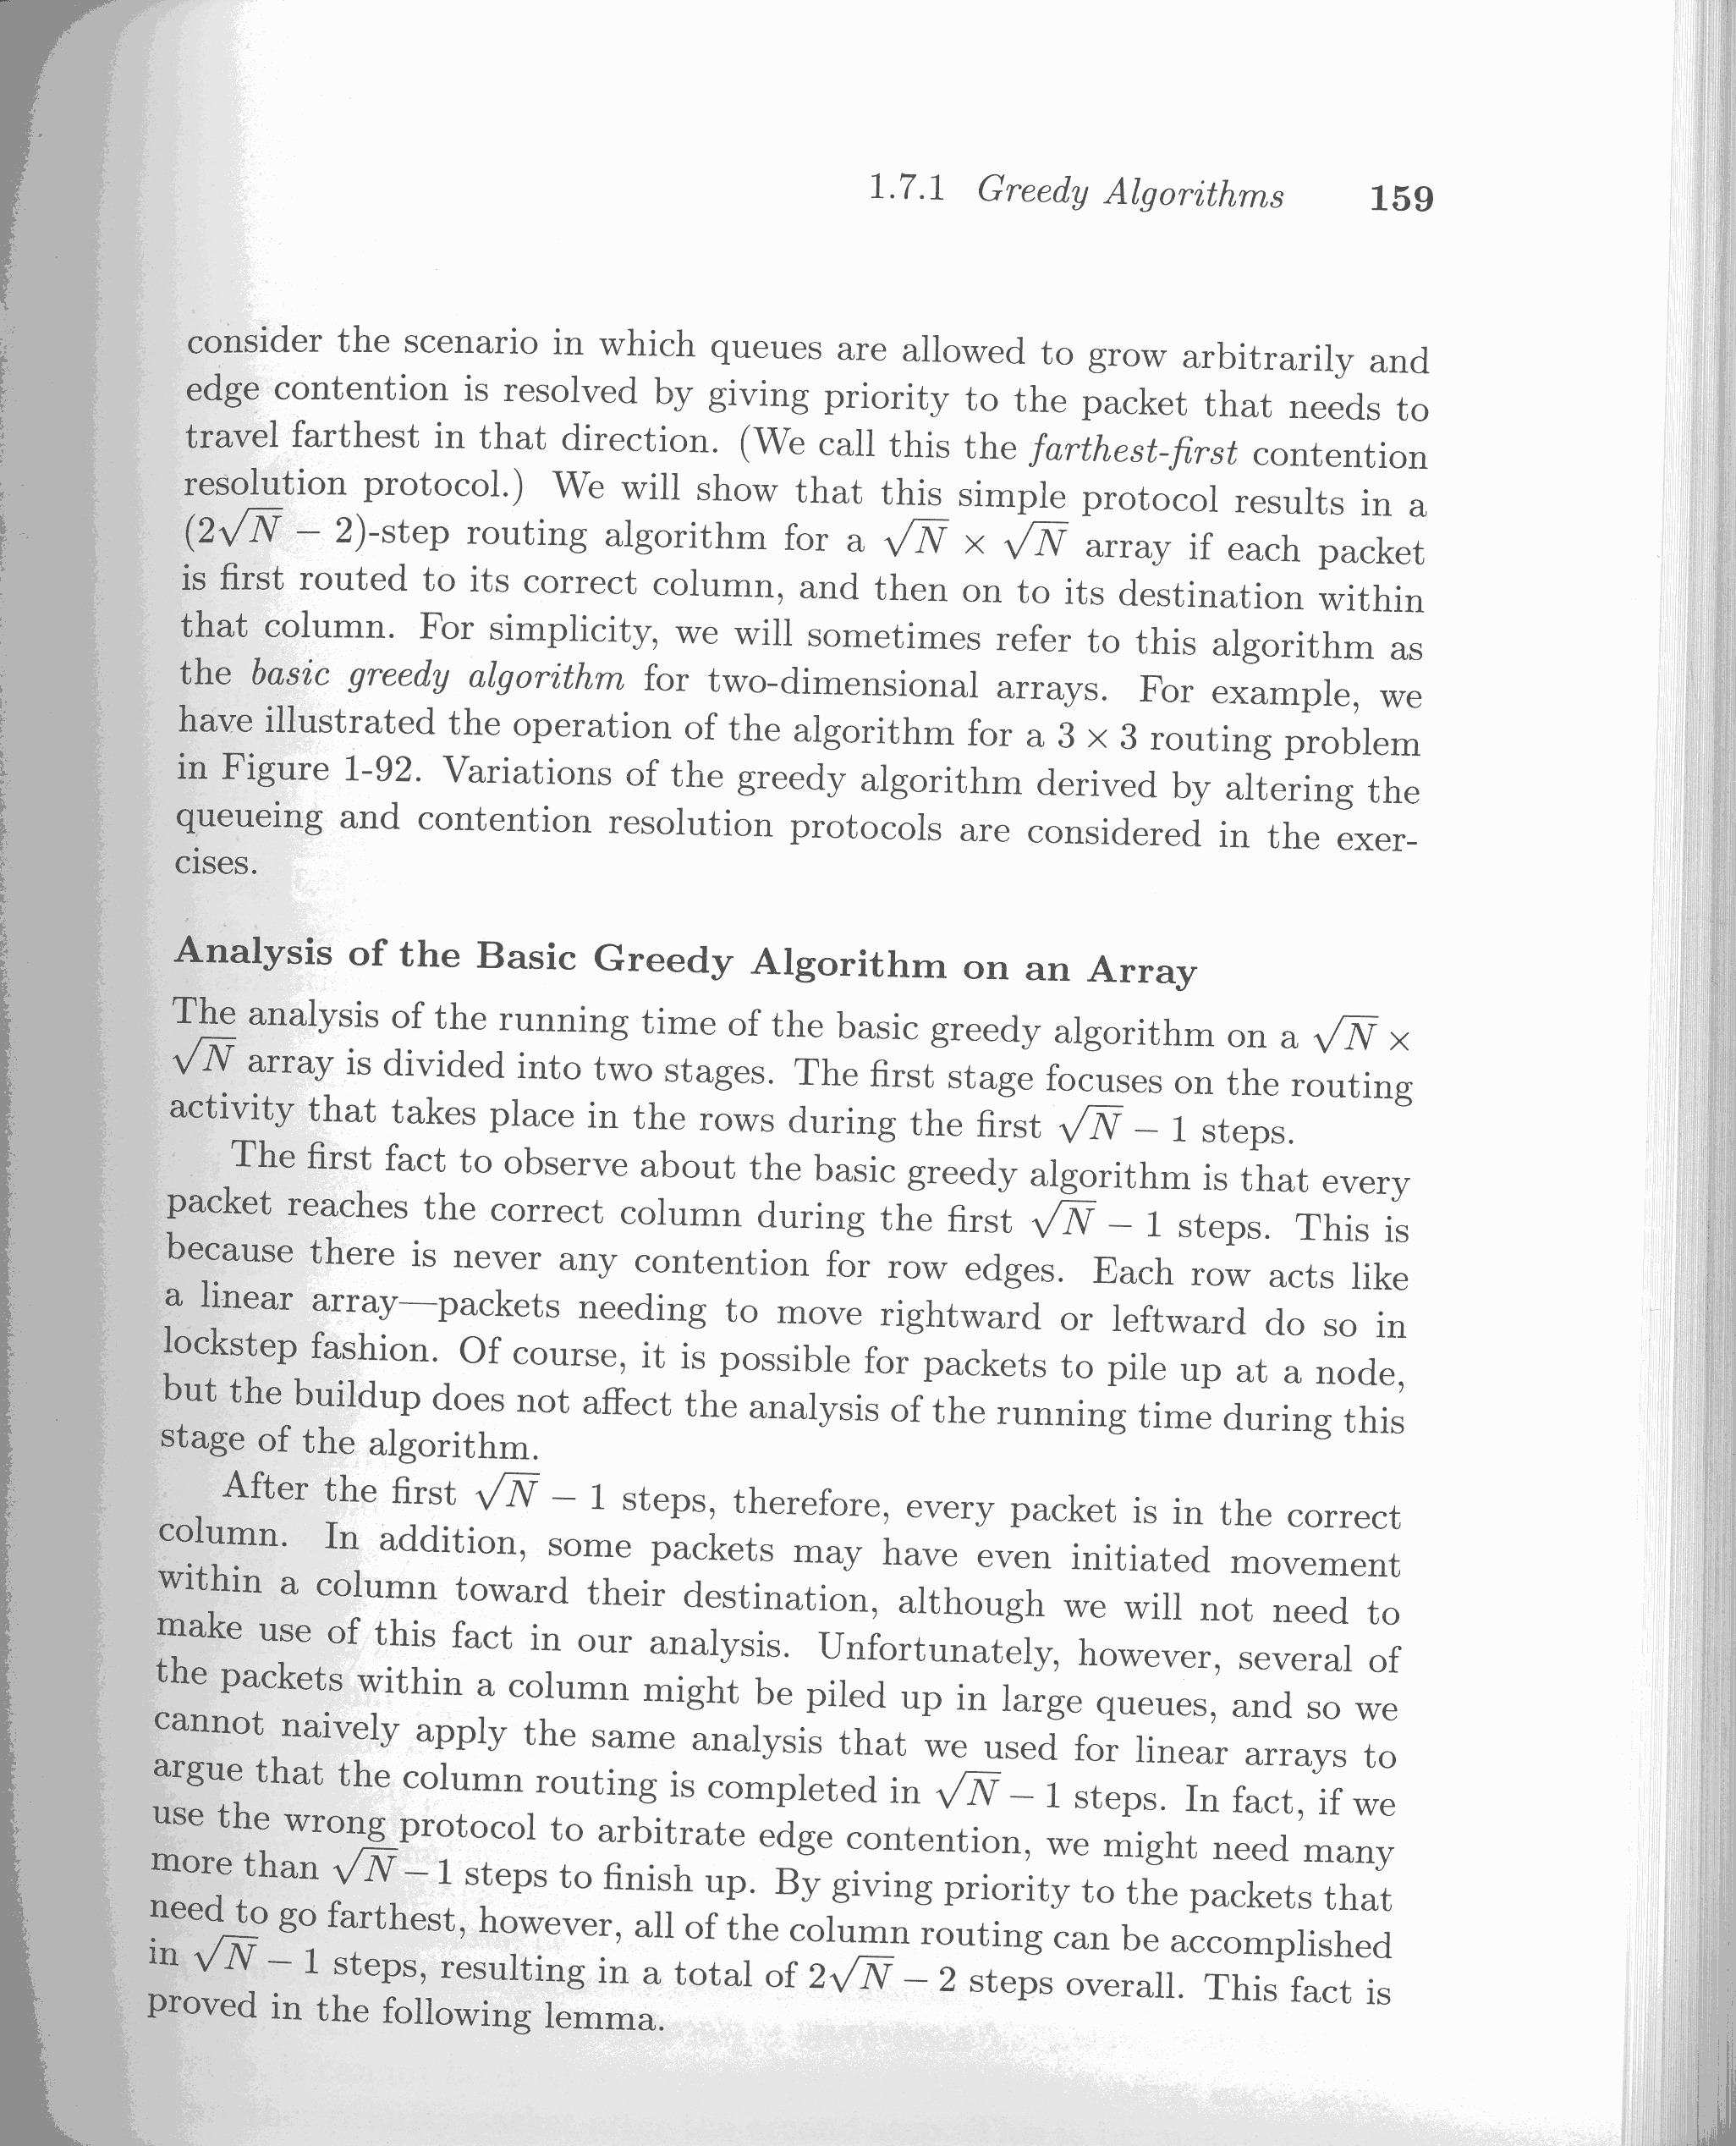 1.7.1 Greedy Algorithms 159
consider the scenario in which queues are allowed to grow arbitrarily and
edge contention is resolved by giving priority to the packet that needs to
travel farthest in that direction. (We call this the farthest-first contention
resolution protocol.) We will show that this simple protocol results in a
(2√N − 2)-step routing algorithm for a √N × √N array if each packet
is first routed to its correct column, and then on to its destination within
that column. For simplicity, we will sometimes refer to this algorithm as
the basic greedy algorithm for two-dimensional arrays. For example, we
have illustrated the operation of the algorithm for a 3 × 3 routing problem
in Figure 1-92. Variations of the greedy algorithm derived by altering the
queueing and contention resolution protocols are considered in the exer-
cises.
Analysis of the Basic Greedy Algorithm on an Array
The analysis of the running time of the basic greedy algorithm on a √N ×
√N array is divided into two stages. The first stage focuses on the routing
activity that takes place in the rows during the first √N − 1 steps.
The first fact to observe about the basic greedy algorithm is that every
packet reaches the correct column during the first √N − 1 steps. This is
because there is never any contention for row edges. Each row acts like
a linear array—packets needing to move rightward or leftward do so in
lockstep fashion. Of course, it is possible for packets to pile up at a node,
but the buildup does not affect the analysis of the running time during this
stage of the algorithm.
After the first √N − 1 steps, therefore, every packet is in the correct
column. In addition, some packets may have even initiated movement
within a column toward their destination, although we will not need to
make use of this fact in our analysis. Unfortunately, however, several of
the packets within a column might be piled up in large queues, and so we
cannot naively apply the same analysis that we used for linear arrays to
argue that the column routing is completed in √N − 1 steps. In fact, if we
use the wrong protocol to arbitrate edge contention, we might need many
more than √N − 1 steps to finish up. By giving priority to the packets that
need to go farthest, however, all of the column routing can be accomplished
in √N − 1 steps, resulting in a total of 2√N − 2 steps overall. This fact is
proved in the following lemma.